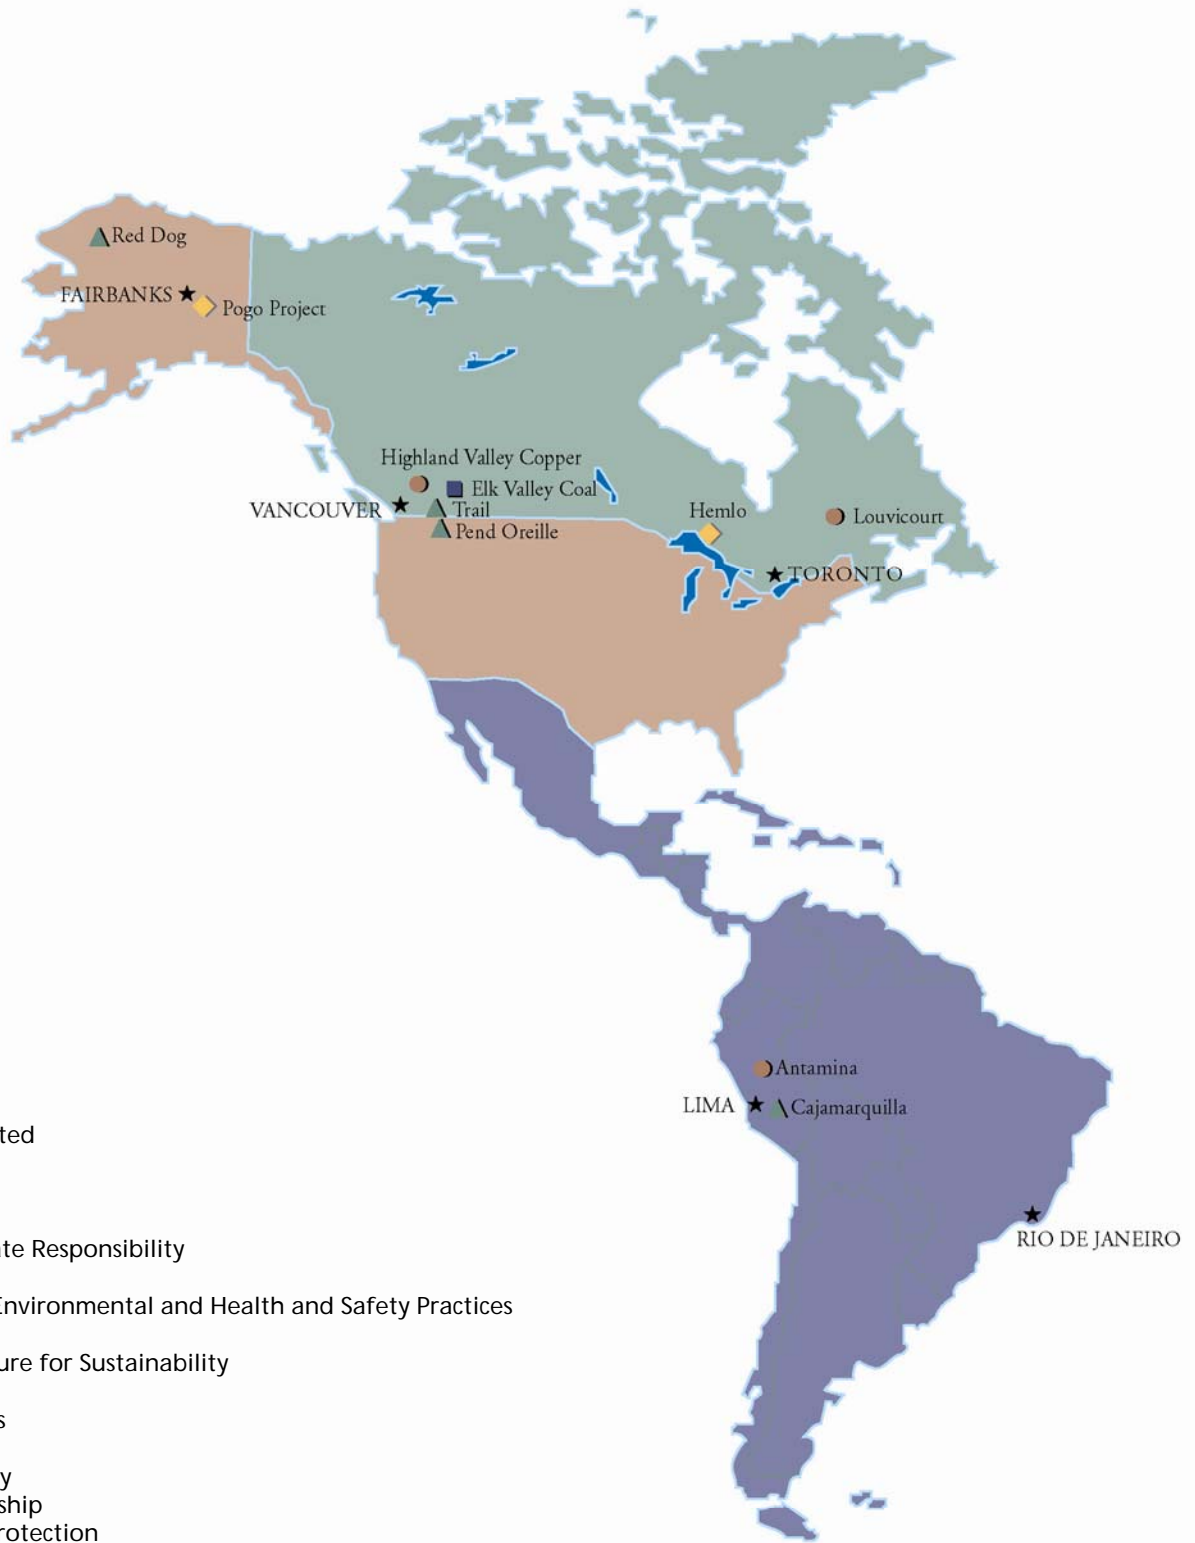 Red Dog
FAIRBANKS
Pogo Project
Highland Valley Copper
Elk Valley Coal
VANCOUVER
Trail
Pend Oreille
Hemlo
Louvicourt
TORONTO
Antamina
LIMA
Cajamarquilla
RIO DE JANEIRO
ted
te Responsibility
Environmental and Health and Safety Practices
ure for Sustainability
s
y
ship
rotection